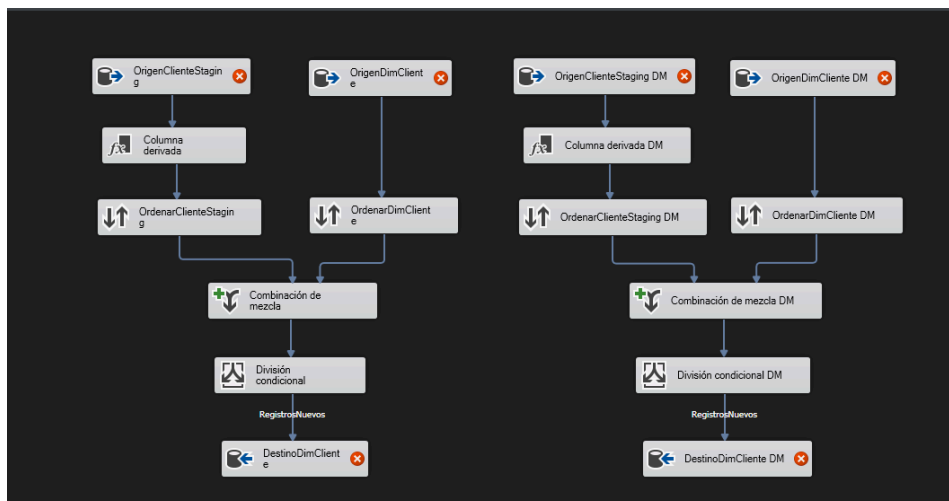 OrigenClienteStagin
g
OrigenDimClient
e
OrigenClienteStaging DM
OrigenDimCliente DM
Columna
derivada
Columna derivada DM
OrdenarClienteStagin
g
OrdenarDimClient
e
OrdenarClienteStaging DM
OrdenarDimCliente DM
Combinación de
mezcla
Combinación de mezcla DM
División
condicional
División condicional DM
RegistrosNuevos
RegistrosNuevos
DestinoDimClient
e
DestinoDimCliente DM